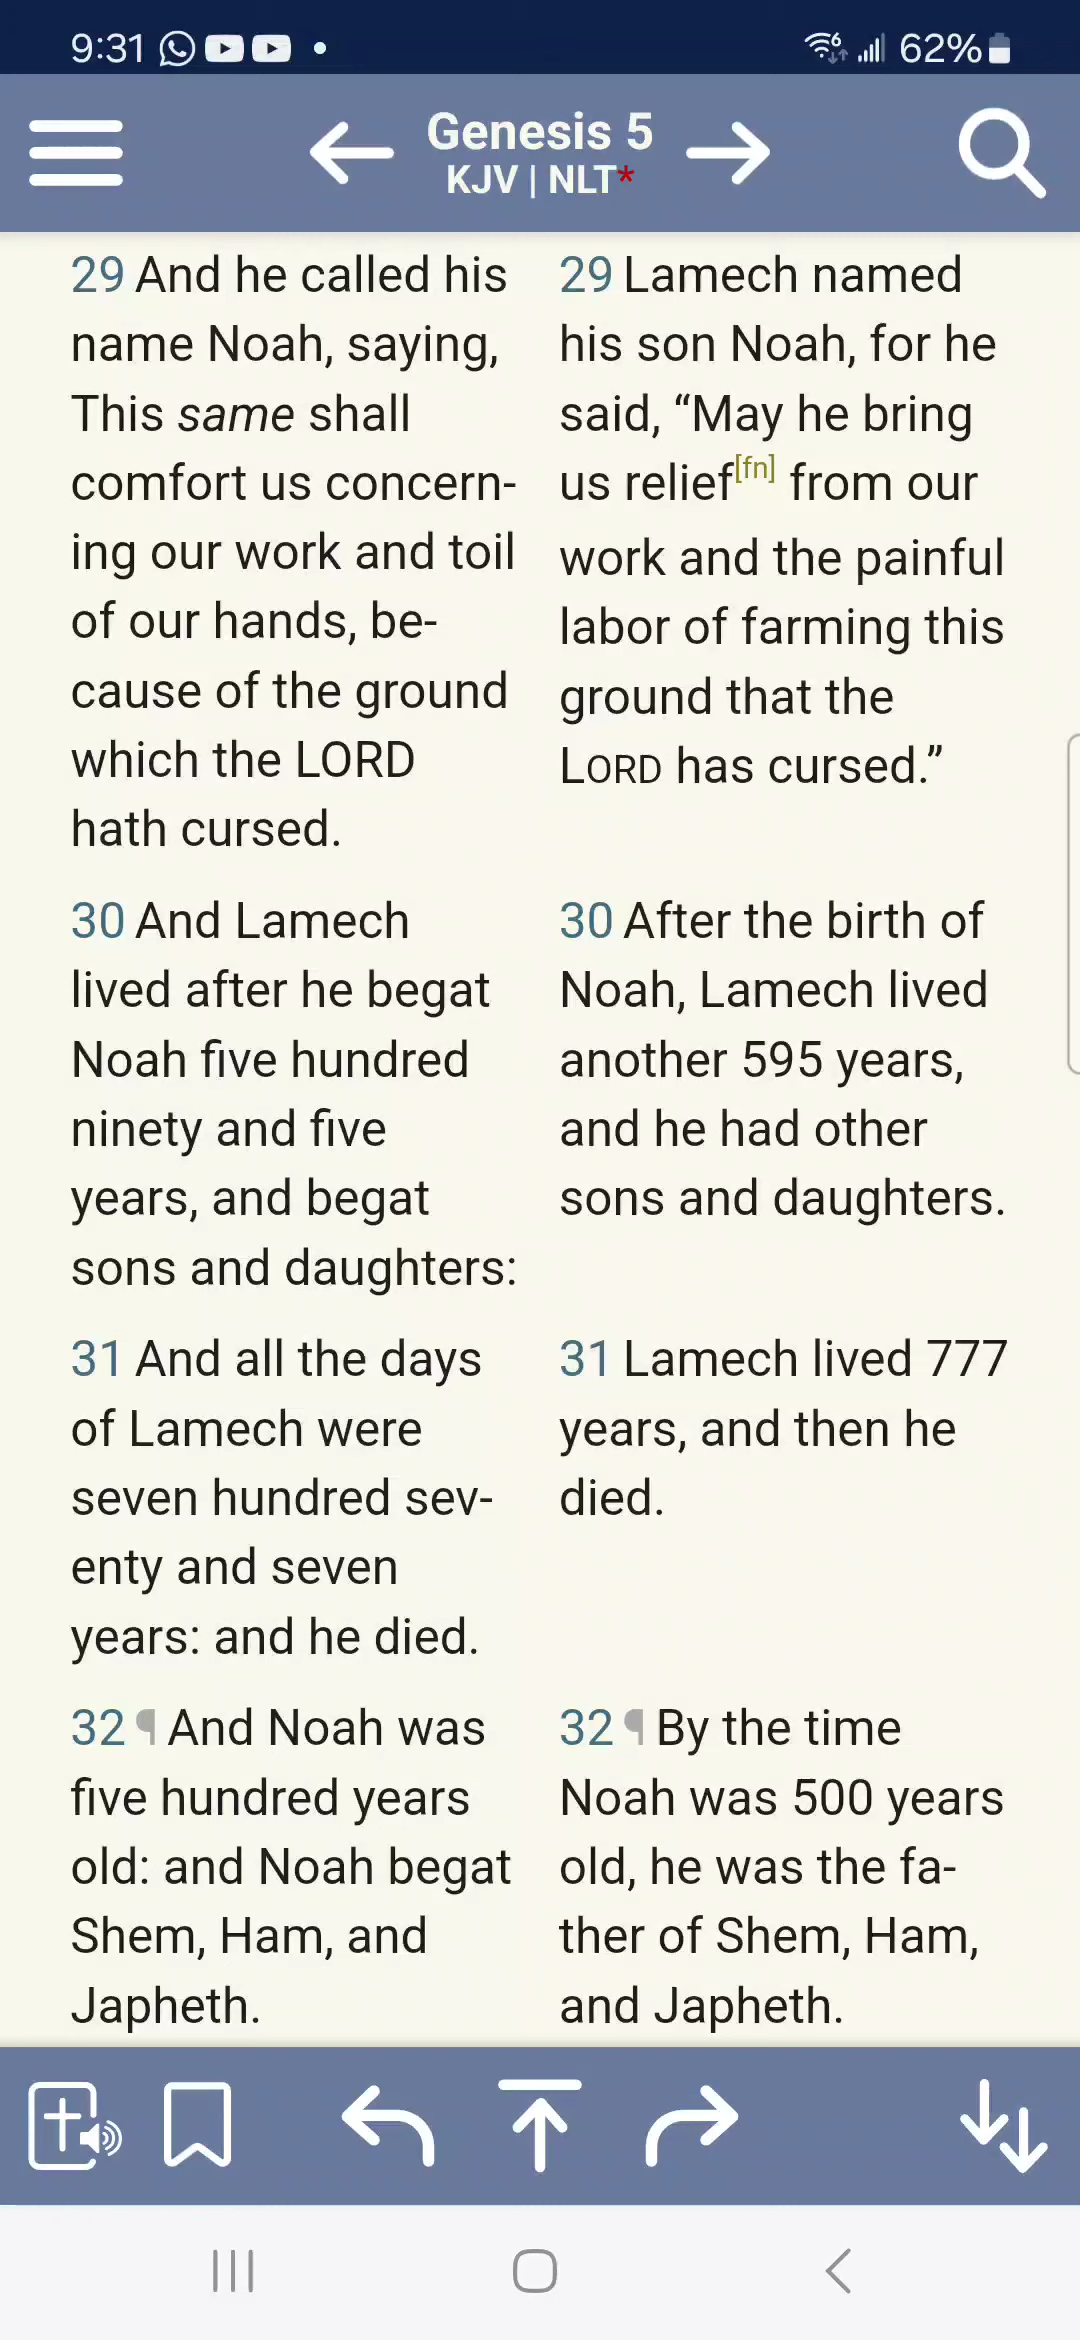 9:31 62%
Genesis 5
KJV | NLT*
29 And he called his
name Noah, saying,
This same shall
comfort us concern-
ing our work and toil
of our hands, be-
cause of the ground
which the LORD
hath cursed.
29 Lamech named
his son Noah, for he
said, “May he bring
us relief[fn] from our
work and the painful
labor of farming this
ground that the
LORD has cursed.”
30 And Lamech
lived after he begat
Noah five hundred
ninety and five
years, and begat
sons and daughters:
30 After the birth of
Noah, Lamech lived
another 595 years,
and he had other
sons and daughters.
31 And all the days
of Lamech were
seven hundred sev-
enty and seven
years: and he died.
31 Lamech lived 777
years, and then he
died.
32 ¶ And Noah was
five hundred years
old: and Noah begat
Shem, Ham, and
Japheth.
32 ¶ By the time
Noah was 500 years
old, he was the fa-
ther of Shem, Ham,
and Japheth.